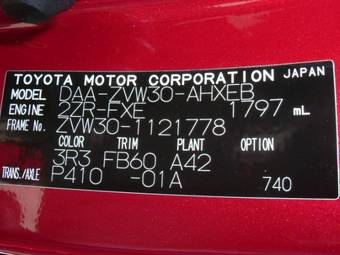 TOYOTA MOTOR CORPORATION JAPAN
MODEL DAA-ZVW30-AHXEB
ENGINE 2ZR-FXE 1797 mL
FRAME No. ZVW30-1121778
COLOR TRIM PLANT OPTION
3R3 FB60 A42
TRANS./AXLE P410 -01A 740